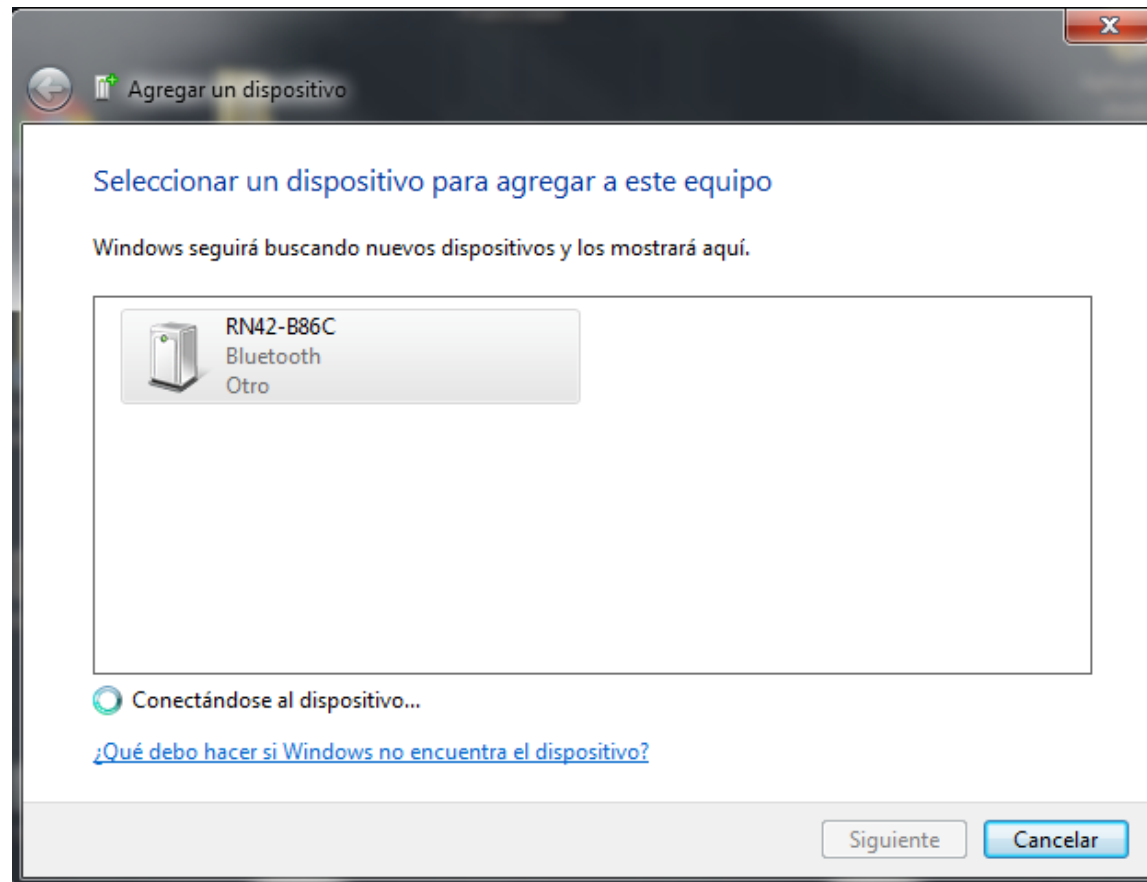 Agregar un dispositivo
Seleccionar un dispositivo para agregar a este equipo
Windows seguirá buscando nuevos dispositivos y los mostrará aquí.
RN42-B86C
Bluetooth
Otro
Conectándose al dispositivo...
¿Qué debo hacer si Windows no encuentra el dispositivo?
Siguiente
Cancelar